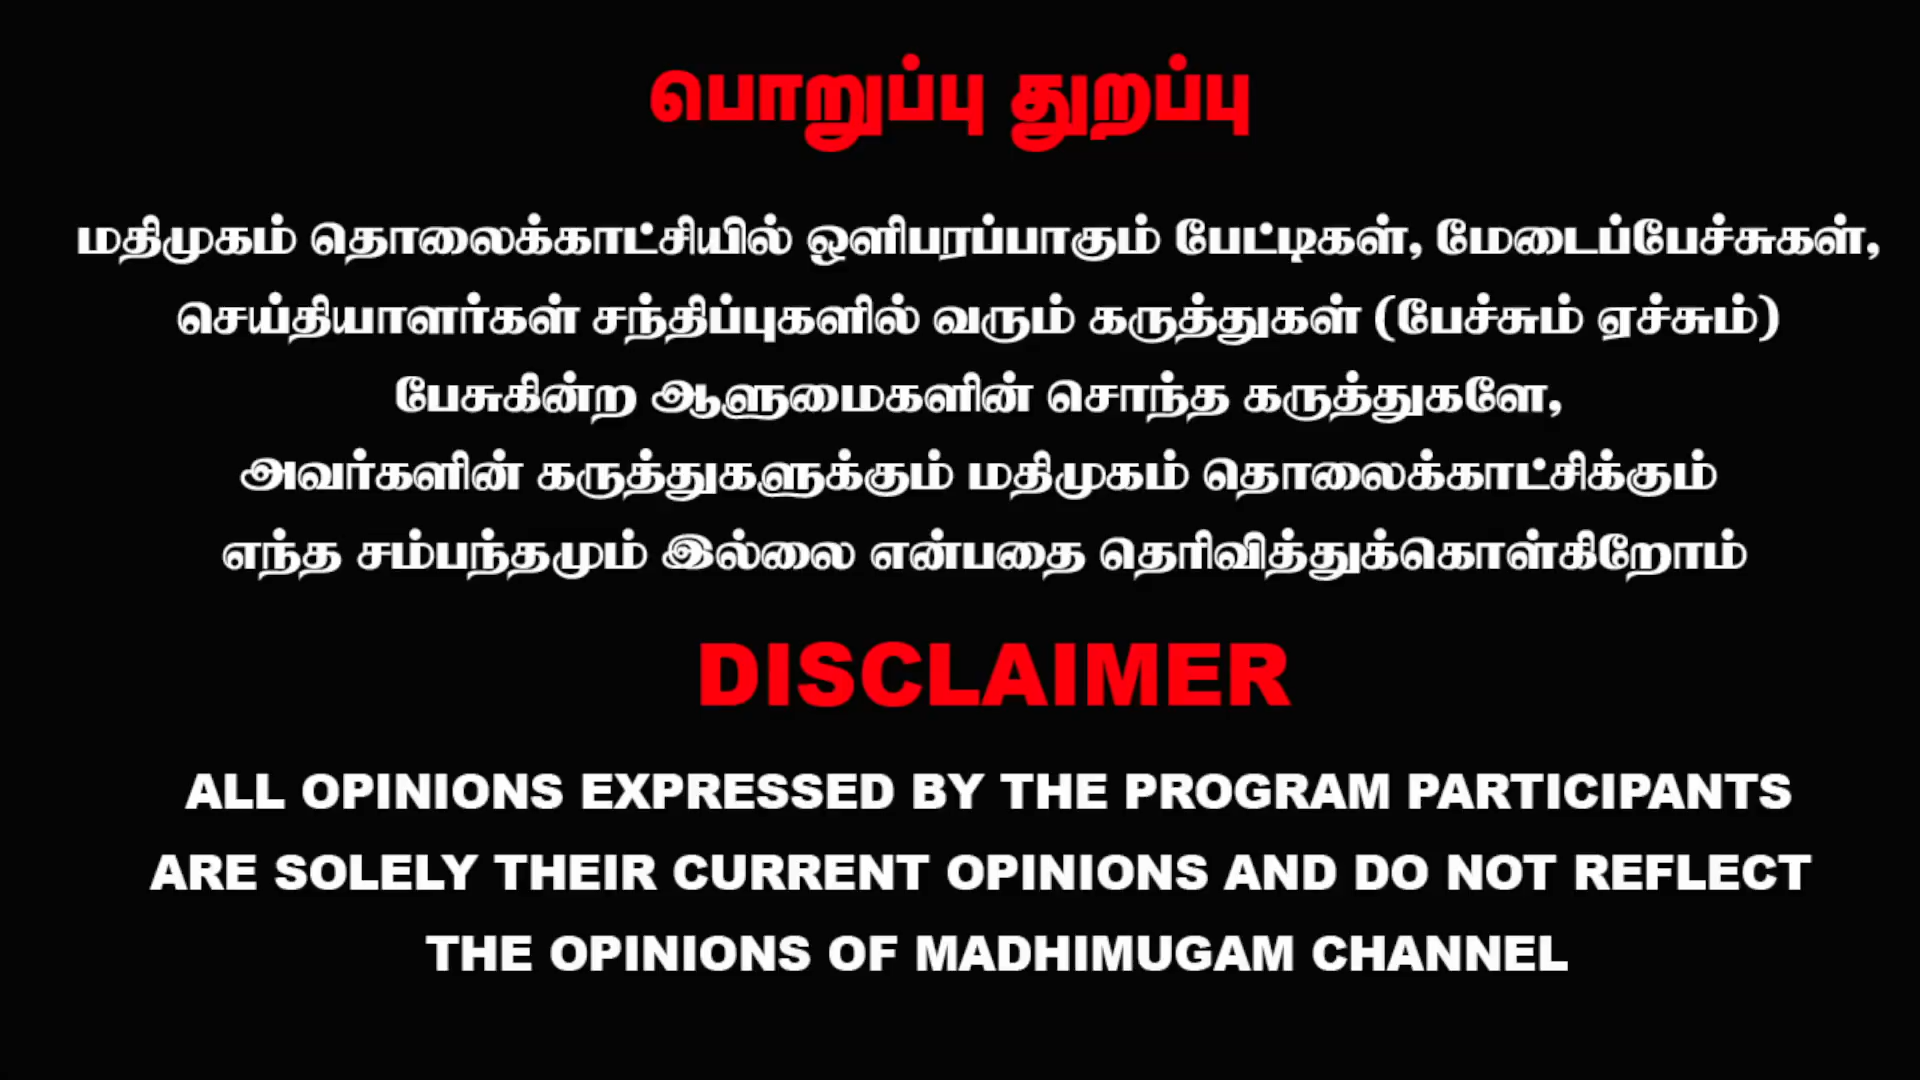 பொறுப்பு துறப்பு
மதிமுகம் தொலைக்காட்சியில் ஒளிபரப்பாகும் பேட்டிகள், மேடைப்பேச்சுகள்,
செய்தியாளர்கள் சந்திப்புகளில் வரும் கருத்துகள் (பேச்சும் ஏச்சும்)
பேசுகின்ற ஆளுமைகளின் சொந்த கருத்துகளே,
அவர்களின் கருத்துகளுக்கும் மதிமுகம் தொலைக்காட்சிக்கும்
எந்த சம்பந்தமும் இல்லை என்பதை தெரிவித்துக்கொள்கிறோம்
DISCLAIMER
ALL OPINIONS EXPRESSED BY THE PROGRAM PARTICIPANTS
ARE SOLELY THEIR CURRENT OPINIONS AND DO NOT REFLECT
THE OPINIONS OF MADHIMUGAM CHANNEL